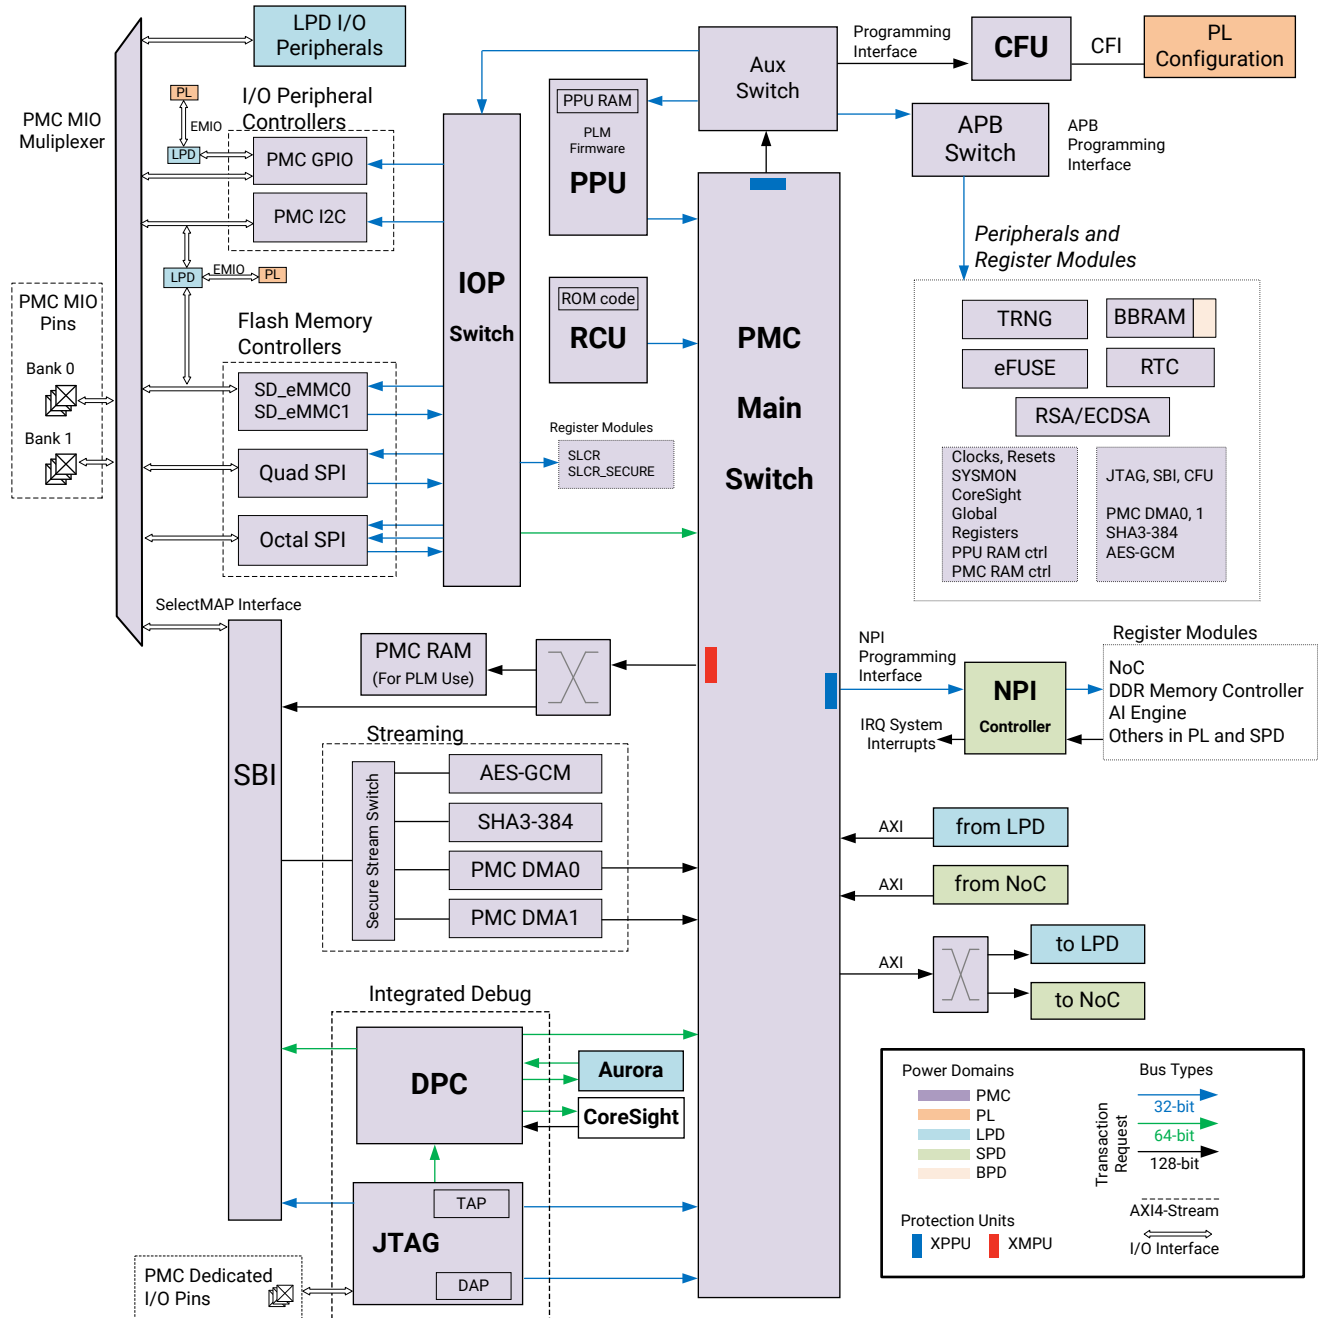 LPD I/O
Peripherals
PMC MIO
Muliplexer
PL
EMIO
LPD
I/O Peripheral
Controllers
PMC GPIO
PMC I2C
LPD
EMIO
PL
PMC MIO
Pins
Bank 0
Bank 1
Flash Memory
Controllers
SD_eMMC0
SD_eMMC1
Quad SPI
Octal SPI
IOP
Switch
PPU RAM
PLM
Firmware
PPU
ROM code
RCU
Register Modules
SLCR
SLCR_SECURE
Aux
Switch
Programming
Interface
CFU
CFI
PL
Configuration
APB
Switch
APB
Programming
Interface
PMC
Main
Switch
Peripherals and
Register Modules
TRNG
BBRAM
eFUSE
RTC
RSA/ECDSA
Clocks, Resets
SYSMON
CoreSight
Global
Registers
PPU RAM ctrl
PMC RAM ctrl
JTAG, SBI, CFU
PMC DMA0, 1
SHA3-384
AES-GCM
SelectMAP Interface
SBI
PMC RAM
(For PLM Use)
Streaming
Secure Stream Switch
AES-GCM
SHA3-384
PMC DMA0
PMC DMA1
NPI
Programming
Interface
IRQ System
Interrupts
NPI
Controller
Register Modules
NoC
DDR Memory Controller
AI Engine
Others in PL and SPD
AXI
from LPD
AXI
from NoC
AXI
to LPD
to NoC
Integrated Debug
DPC
Aurora
CoreSight
JTAG
TAP
DAP
PMC Dedicated
I/O Pins
Power Domains
PMC
PL
LPD
SPD
BPD
Protection Units
XPPU
XMPU
Bus Types
Transaction
Request
32-bit
64-bit
128-bit
AXI4-Stream
I/O Interface